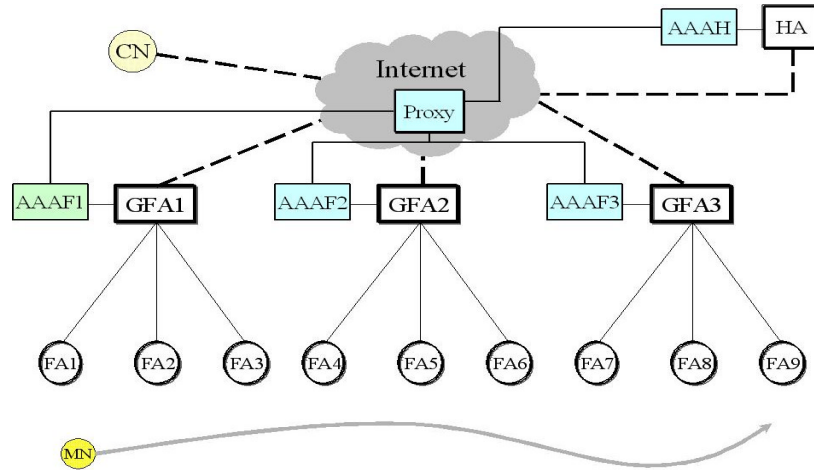 AAAH
HA
CN
Internet
Proxy
AAAF1
GFA1
AAAF2
GFA2
AAAF3
GFA3
FA1
FA2
FA3
FA4
FA5
FA6
FA7
FA8
FA9
MN